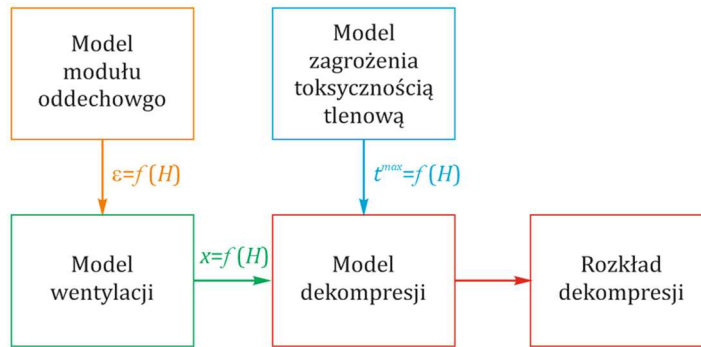 Model
modułu
oddechowgo
Model
zagrożenia
toksycznością
tlenową
ε=f(H)
t^max=f(H)
Model
wentylacji
x=f(H)
Model
dekompresji
Rozkład
dekompresji